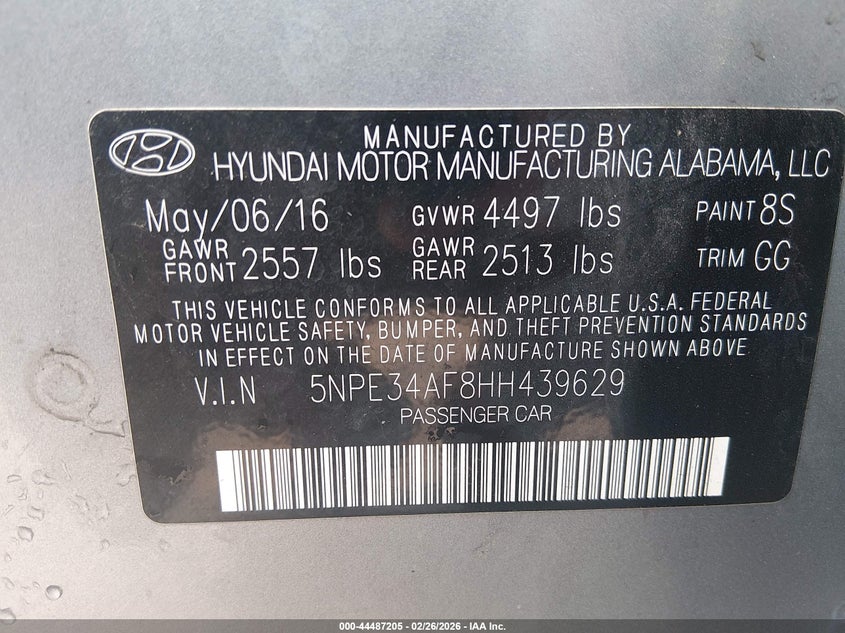 MANUFACTURED BY
HYUNDAI MOTOR MANUFACTURING ALABAMA, LLC
May/06/16 GVWR 4497 lbs PAINT 8S
GAWR FRONT 2557 lbs GAWR REAR 2513 lbs TRIM GG
THIS VEHICLE CONFORMS TO ALL APPLICABLE U.S.A. FEDERAL
MOTOR VEHICLE SAFETY, BUMPER, AND THEFT PREVENTION STANDARDS
IN EFFECT ON THE DATE OF MANUFACTURE SHOWN ABOVE
V.I.N 5NPE34AF8HH439629
PASSENGER CAR
000-44487205 - 02/26/2026 - IAA Inc.